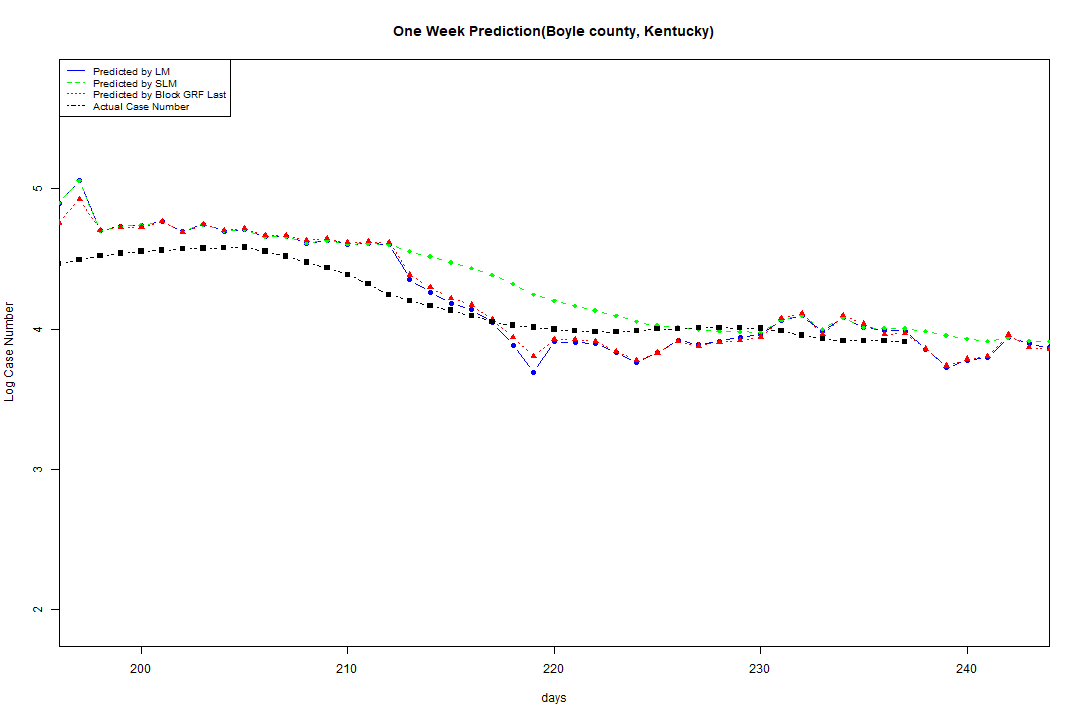 One Week Prediction(Boyle county, Kentucky)
Predicted by LM
Predicted by SLM
Predicted by Block GRF Last
Actual Case Number
Log Case Number
5
4
3
2
200 210 220 230 240
days